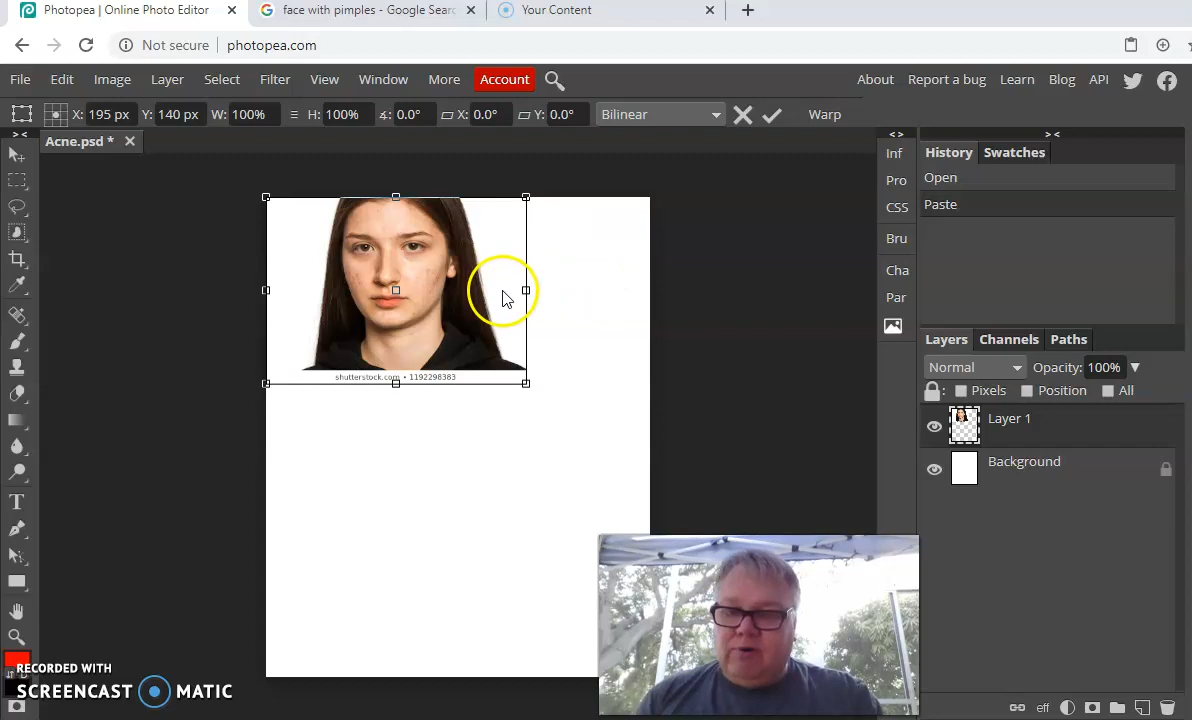 Photopea | Online Photo Editor
face with pimples - Google Searc
Your Content
Not secure
photopea.com
File Edit Image Layer Select Filter View Window More Account
About Report a bug Learn Blog API
X: 195 px Y: 140 px W: 100% H: 100% 0.0° X: 0.0° Y: 0.0° Bilinear Warp
Acne.psd *
> <
< >
> <
Inf
Pro
CSS
Bru
Cha
Par
History Swatches
Open
Paste
shutterstock.com • 1192298383
Layers Channels Paths
Normal Opacity: 100%
Pixels Position All
Layer 1
Background
eff
RECORDED WITH
SCREENCAST MATIC